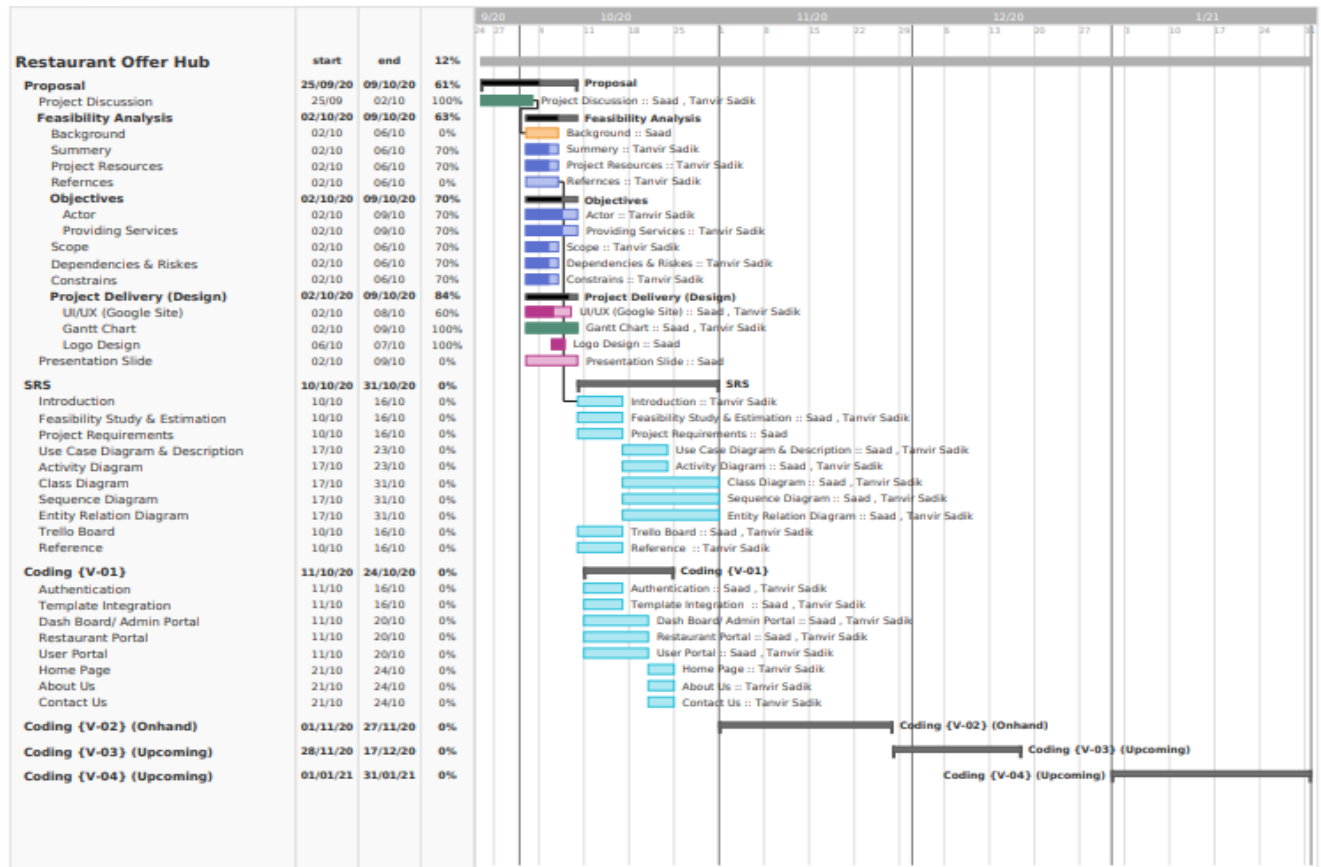 9/20 10/20 11/20 12/20 1/21
24 27 4 11 18 25 1 8 15 22 29 6 13 20 27 3 10 17 24 31
Restaurant Offer Hub start end 12%
Proposal 25/09/20 09/10/20 61% Proposal
Project Discussion 25/09 02/10 100% Project Discussion :: Saad , Tanvir Sadik
Feasibility Analysis 02/10/20 09/10/20 63% Feasibility Analysis
Background 02/10 06/10 0% Background :: Saad
Summery 02/10 06/10 70% Summery :: Tanvir Sadik
Project Resources 02/10 06/10 70% Project Resources :: Tanvir Sadik
Refernces 02/10 06/10 0% Refernces :: Tanvir Sadik
Objectives 02/10/20 09/10/20 70% Objectives
Actor 02/10 09/10 70% Actor :: Tanvir Sadik
Providing Services 02/10 09/10 70% Providing Services :: Tanvir Sadik
Scope 02/10 06/10 70% Scope :: Tanvir Sadik
Dependencies & Riskes 02/10 06/10 70% Dependencies & Riskes :: Tanvir Sadik
Constrains 02/10 06/10 70% Constrains :: Tanvir Sadik
Project Delivery (Design) 02/10/20 09/10/20 84% Project Delivery (Design)
UI/UX (Google Site) 02/10 08/10 60% UI/UX (Google Site) :: Saad , Tanvir Sadik
Gantt Chart 02/10 09/10 100% Gantt Chart :: Saad , Tanvir Sadik
Logo Design 06/10 07/10 100% Logo Design :: Saad
Presentation Slide 02/10 09/10 0% Presentation Slide :: Saad
SRS 10/10/20 31/10/20 0% SRS
Introduction 10/10 16/10 0% Introduction :: Tanvir Sadik
Feasibility Study & Estimation 10/10 16/10 0% Feasibility Study & Estimation :: Saad , Tanvir Sadik
Project Requirements 10/10 16/10 0% Project Requirements :: Saad
Use Case Diagram & Description 17/10 23/10 0% Use Case Diagram & Description :: Saad , Tanvir Sadik
Activity Diagram 17/10 23/10 0% Activity Diagram :: Saad , Tanvir Sadik
Class Diagram 17/10 31/10 0% Class Diagram :: Saad , Tanvir Sadik
Sequence Diagram 17/10 31/10 0% Sequence Diagram :: Saad , Tanvir Sadik
Entity Relation Diagram 17/10 31/10 0% Entity Relation Diagram :: Saad , Tanvir Sadik
Trello Board 10/10 16/10 0% Trello Board :: Saad , Tanvir Sadik
Reference 10/10 16/10 0% Reference :: Tanvir Sadik
Coding {V-01} 11/10/20 24/10/20 0% Coding {V-01}
Authentication 11/10 16/10 0% Authentication :: Saad , Tanvir Sadik
Template Integration 11/10 16/10 0% Template Integration :: Saad , Tanvir Sadik
Dash Board/ Admin Portal 11/10 20/10 0% Dash Board/ Admin Portal :: Saad , Tanvir Sadik
Restaurant Portal 11/10 20/10 0% Restaurant Portal :: Saad , Tanvir Sadik
User Portal 11/10 20/10 0% User Portal :: Saad , Tanvir Sadik
Home Page 21/10 24/10 0% Home Page :: Tanvir Sadik
About Us 21/10 24/10 0% About Us :: Tanvir Sadik
Contact Us 21/10 24/10 0% Contact Us :: Tanvir Sadik
Coding {V-02} (Onhand) 01/11/20 27/11/20 0% Coding {V-02} (Onhand)
Coding {V-03} (Upcoming) 28/11/20 17/12/20 0% Coding {V-03} (Upcoming)
Coding {V-04} (Upcoming) 01/01/21 31/01/21 0% Coding {V-04} (Upcoming)